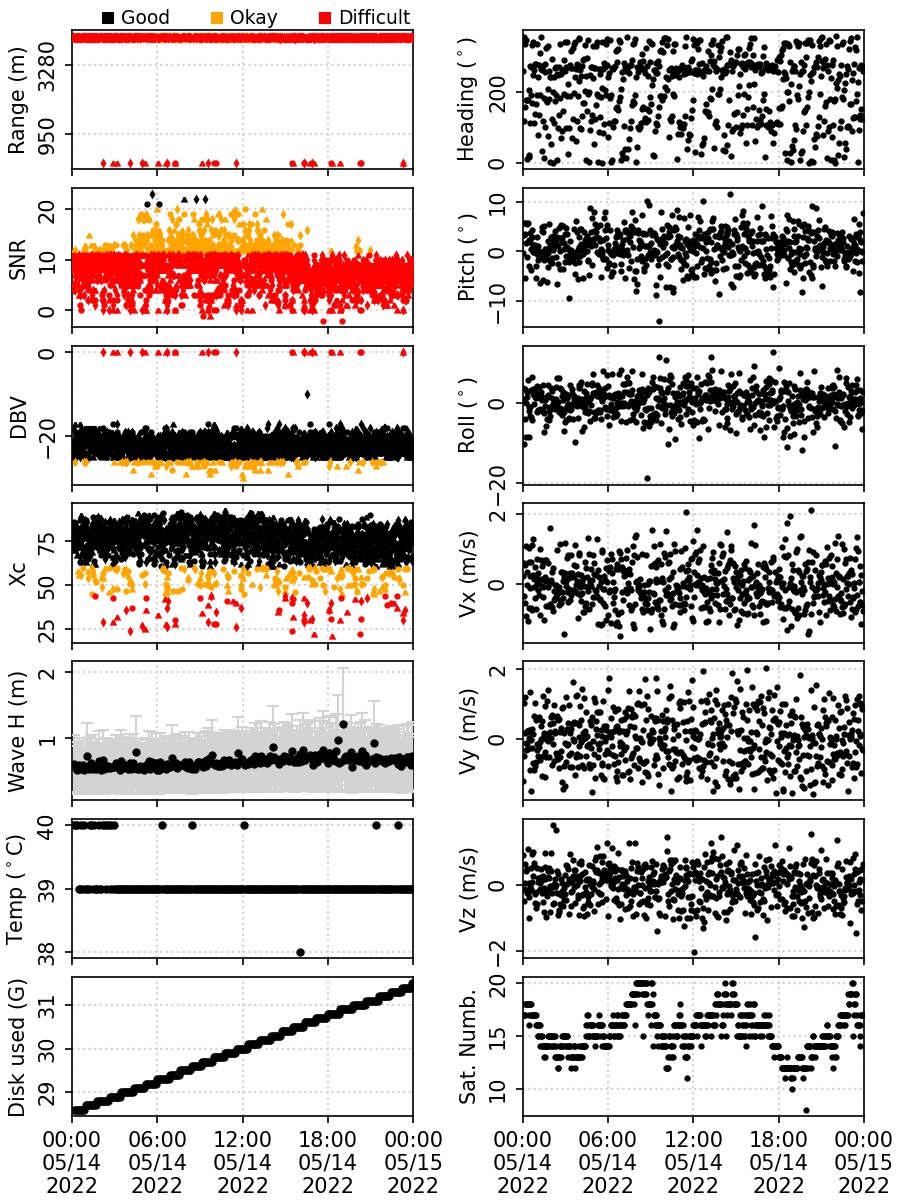 Good Okay Difficult
Range (m)
3280
950
Heading (°)
200
0
SNR
20
10
0
Pitch (°)
10
0
−10
DBV
0
−20
Roll (°)
0
−20
Xc
75
50
25
Vx (m/s)
2
0
Wave H (m)
2
1
Vy (m/s)
2
0
Temp (°C)
40
39
38
Vz (m/s)
0
−2
Disk used (G)
31
30
29
Sat. Numb.
20
15
10
00:00 06:00 12:00 18:00 00:00
05/14 05/14 05/14 05/14 05/15
2022 2022 2022 2022 2022
00:00 06:00 12:00 18:00 00:00
05/14 05/14 05/14 05/14 05/15
2022 2022 2022 2022 2022